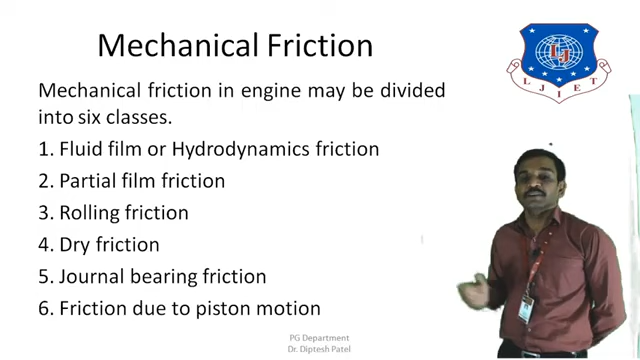 Mechanical Friction
Mechanical friction in engine may be divided
into six classes.
1. Fluid film or Hydrodynamics friction
2. Partial film friction
3. Rolling friction
4. Dry friction
5. Journal bearing friction
6. Friction due to piston motion
LJ
L J I E T
PG Department
Dr. Diptesh Patel